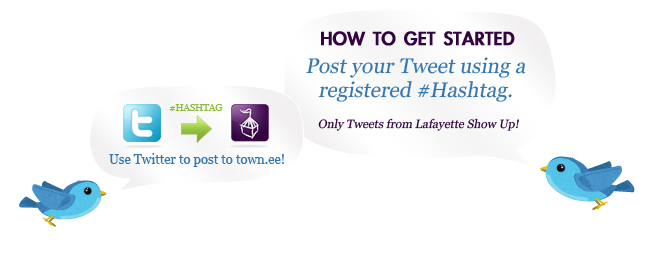 HOW TO GET STARTED
Post your Tweet using a
registered #Hashtag.
Only Tweets from Lafayette Show Up!
#HASHTAG
t
Use Twitter to post to town.ee!